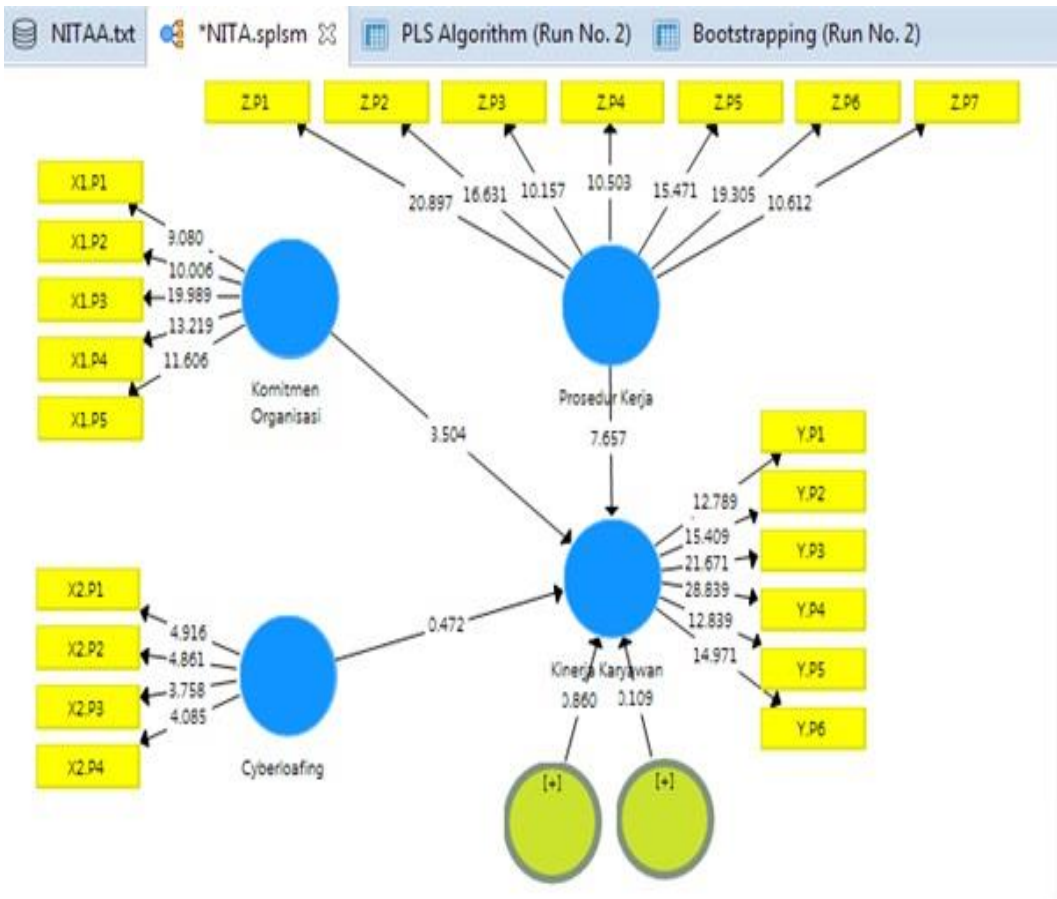 NITAA.txt *NITA.splsm PLS Algorithm (Run No. 2) Bootstrapping (Run No. 2)
Z.P1 Z.P2 Z.P3 Z.P4 Z.P5 Z.P6 Z.P7
20.897 16.631 10.157 10.503 15.471 19.305 10.612
X1.P1
X1.P2
X1.P3
X1.P4
X1.P5
9.080
10.006
19.989
13.219
11.606
Komitmen
Organisasi
Prosedur Kerja
3.504
7.657
Y.P1
Y.P2
Y.P3
Y.P4
Y.P5
Y.P6
12.789
15.409
21.671
28.839
12.839
14.971
X2.P1
X2.P2
X2.P3
X2.P4
4.916
4.861
3.758
4.085
Cyberloafing
0.472
Kinerja Karyawan
0.860 0.109
[+] [+]